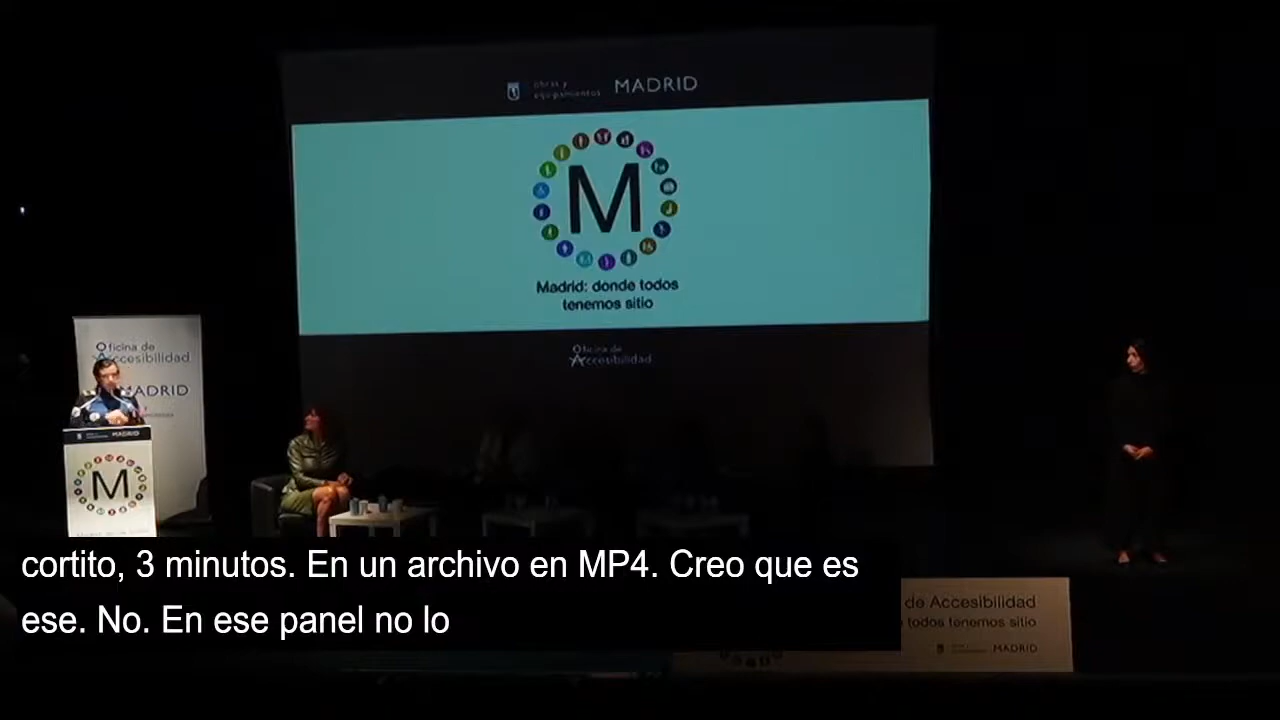 obras y
equipamientos
MADRID
M
Madrid: donde todos
tenemos sitio
Oficina de
Accesibilidad
Oficina de
Accesibilidad
MADRID
MADRID
M
cortito, 3 minutos. En un archivo en MP4. Creo que es
ese. No. En ese panel no lo
de Accesibilidad
todos tenemos sitio
MADRID